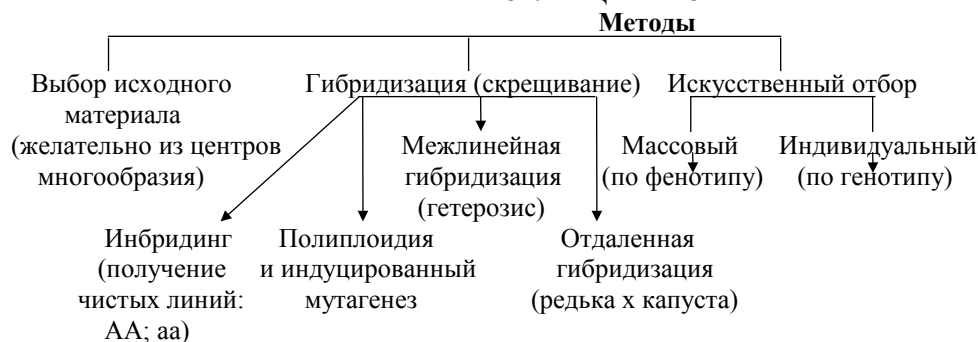 Методы
Выбор исходного
материала
(желательно из центров
многообразия)
Гибридизация (скрещивание)
Искусственный отбор
Межлинейная
гибридизация
(гетерозис)
Массовый
(по фенотипу)
Индивидуальный
(по генотипу)
Инбридинг
(получение
чистых линий:
АА; аа)
Полиплоидия
и индуцированный
мутагенез
Отдаленная
гибридизация
(редька х капуста)